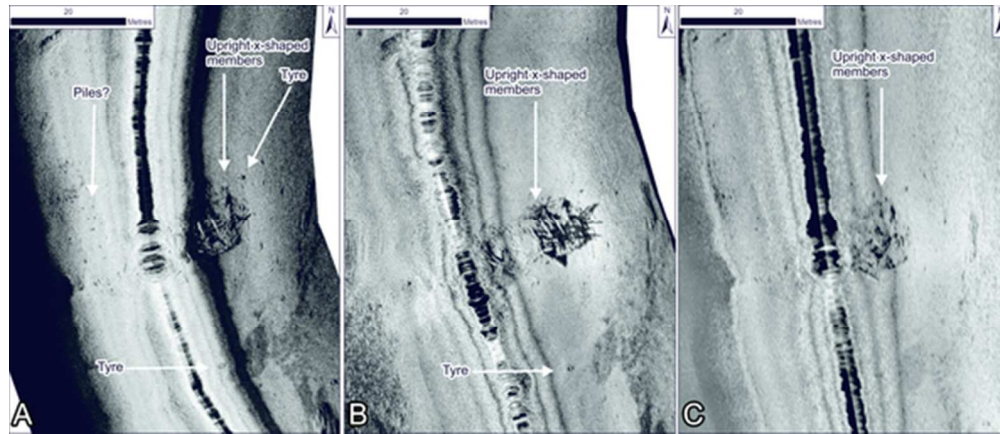 20
Metres
N
Upright x-shaped
members
Tyre
Piles?
Tyre
A
20
Metres
N
Upright x-shaped
members
Tyre
B
20
Metres
Upright x-shaped
members
C